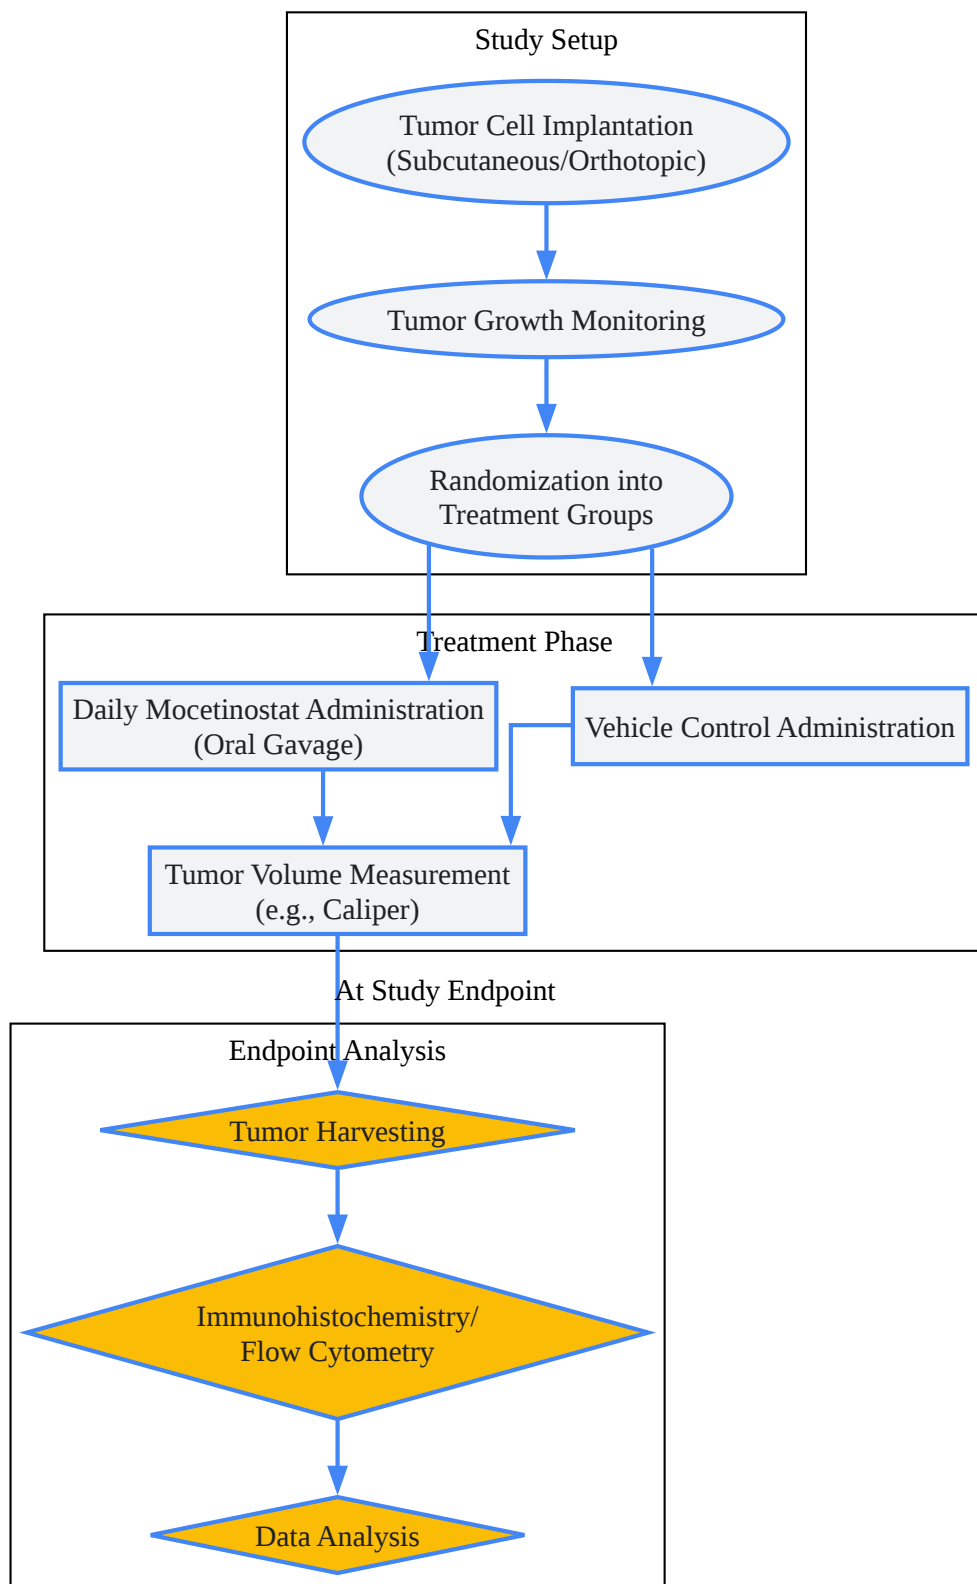 Study Setup
Tumor Cell Implantation
(Subcutaneous/Orthotopic)
Tumor Growth Monitoring
Randomization into
Treatment Groups
Treatment Phase
Daily Mocetinostat Administration
(Oral Gavage)
Vehicle Control Administration
Tumor Volume Measurement
(e.g., Caliper)
At Study Endpoint
Endpoint Analysis
Tumor Harvesting
Immunohistochemistry/
Flow Cytometry
Data Analysis